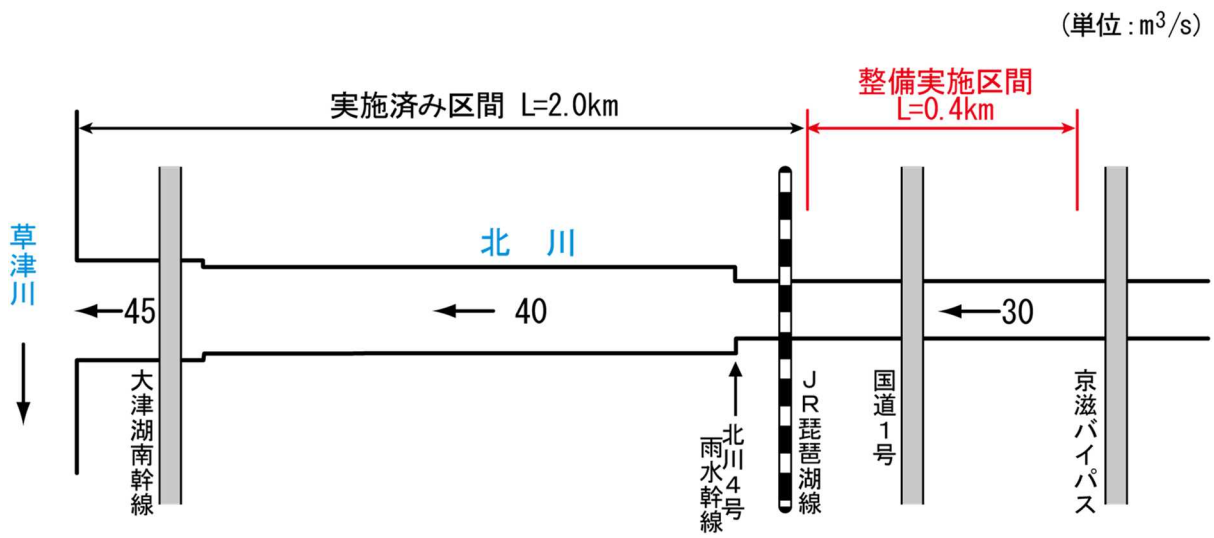 (単位:m³/s)
整備実施区間
L=0.4km
実施済み区間 L=2.0km
草津川
北 川
45
40
30
大津湖南幹線
北川4号
雨水幹線
JR琵琶湖線
国道1号
京滋バイパス